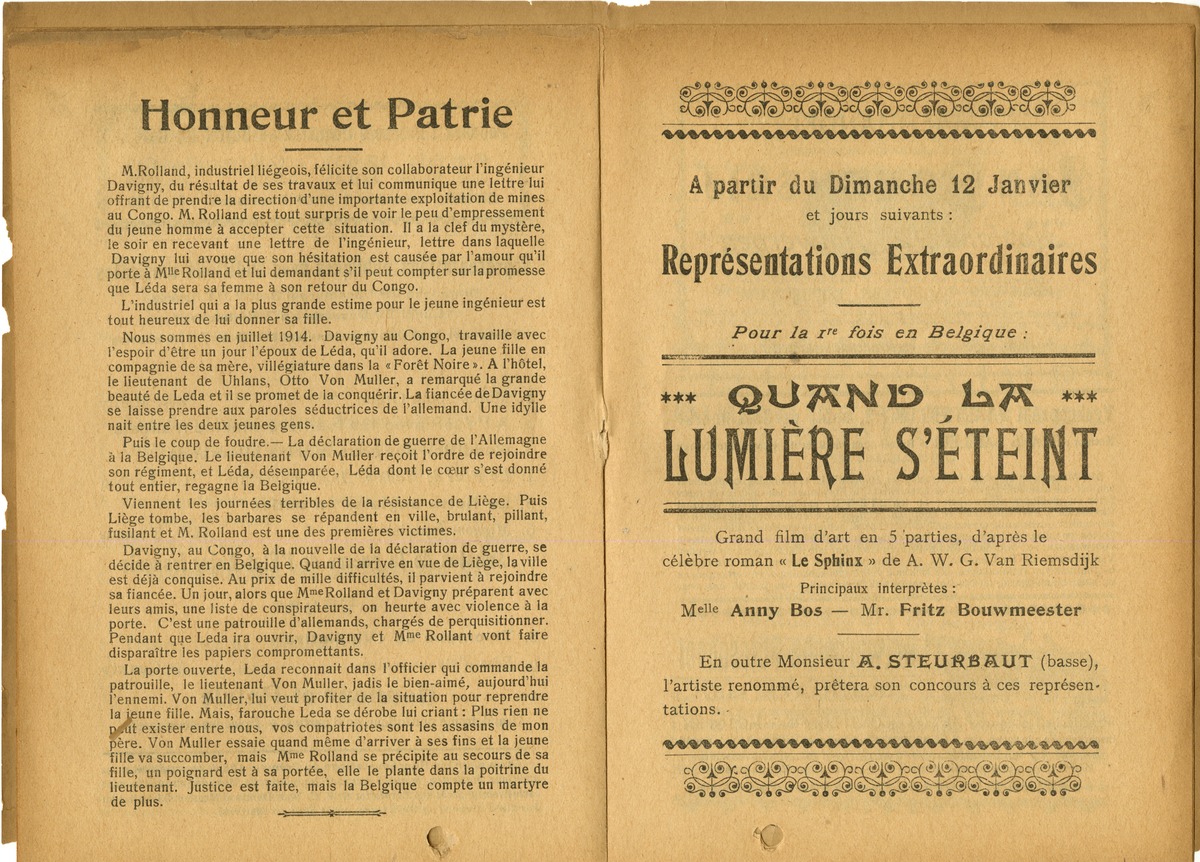 Honneur et Patrie
M.Rolland, industriel liégeois, félicite son collaborateur l'ingénieur
Davigny, du résultat de ses travaux et lui communique une lettre lui
offrant de prendre la direction d'une importante exploitation de mines
au Congo. M. Rolland est tout surpris de voir le peu d'empressement
du jeune homme à accepter cette situation. Il a la clef du mystère,
le soir en recevant une lettre de l'ingénieur, lettre dans laquelle
Davigny lui avoue que son hésitation est causée par l'amour qu'il
porte à Mlle Rolland et lui demandant s'il peut compter sur la promesse
que Léda sera sa femme à son retour du Congo.
L'industriel qui a la plus grande estime pour le jeune ingénieur est
tout heureux de lui donner sa fille.
Nous sommes en juillet 1914. Davigny au Congo, travaille avec
l'espoir d'être un jour l'époux de Léda, qu'il adore. La jeune fille en
compagnie de sa mère, villégiature dans la « Forêt Noire ». A l'hôtel,
le lieutenant de Uhlans, Otto Von Muller, a remarqué la grande
beauté de Leda et il se promet de la conquérir. La fiancée de Davigny
se laisse prendre aux paroles séductrices de l'allemand. Une idylle
nait entre les deux jeunes gens.
Puis le coup de foudre.— La déclaration de guerre de l'Allemagne
à la Belgique. Le lieutenant Von Muller reçoit l'ordre de rejoindre
son régiment, et Léda, désemparée, Léda dont le cœur s'est donné
tout entier, regagne la Belgique.
Viennent les journées terribles de la résistance de Liège. Puis
Liège tombe, les barbares se répandent en ville, brulant, pillant,
fusilant et M. Rolland est une des premières victimes.
Davigny, au Congo, à la nouvelle de la déclaration de guerre, se
décide à rentrer en Belgique. Quand il arrive en vue de Liège, la ville
est déjà conquise. Au prix de mille difficultés, il parvient à rejoindre
sa fiancée. Un jour, alors que Mme Rolland et Davigny préparent avec
leurs amis, une liste de conspirateurs, on heurte avec violence à la
porte. C'est une patrouille d'allemands, chargés de perquisitionner.
Pendant que Leda ira ouvrir, Davigny et Mme Rollant vont faire
disparaître les papiers compromettants.
La porte ouverte, Leda reconnait dans l'officier qui commande la
patrouille, le lieutenant Von Muller, jadis le bien-aimé, aujourd'hui
l'ennemi. Von Muller, lui veut profiter de la situation pour reprendre
la jeune fille. Mais, farouche Leda se dérobe lui criant : Plus rien ne
peut exister entre nous, vos compatriotes sont les assasins de mon
père. Von Muller essaie quand même d'arriver à ses fins et la jeune
fille va succomber, mais Mme Rolland se précipite au secours de sa
fille, un poignard est à sa portée, elle le plante dans la poitrine du
lieutenant. Justice est faite, mais la Belgique compte un martyre
de plus.
A partir du Dimanche 12 Janvier
et jours suivants :
Représentations Extraordinaires
Pour la 1re fois en Belgique :
*** QUAND LA ***
LUMIÈRE S'ÉTEINT
Grand film d'art en 5 parties, d'après le
célèbre roman « Le Sphinx » de A. W. G. Van Riemsdijk
Principaux interprètes :
Melle Anny Bos — Mr. Fritz Bouwmeester
En outre Monsieur A. STEURBAUT (basse),
l'artiste renommé, prêtera son concours à ces représen-
tations.